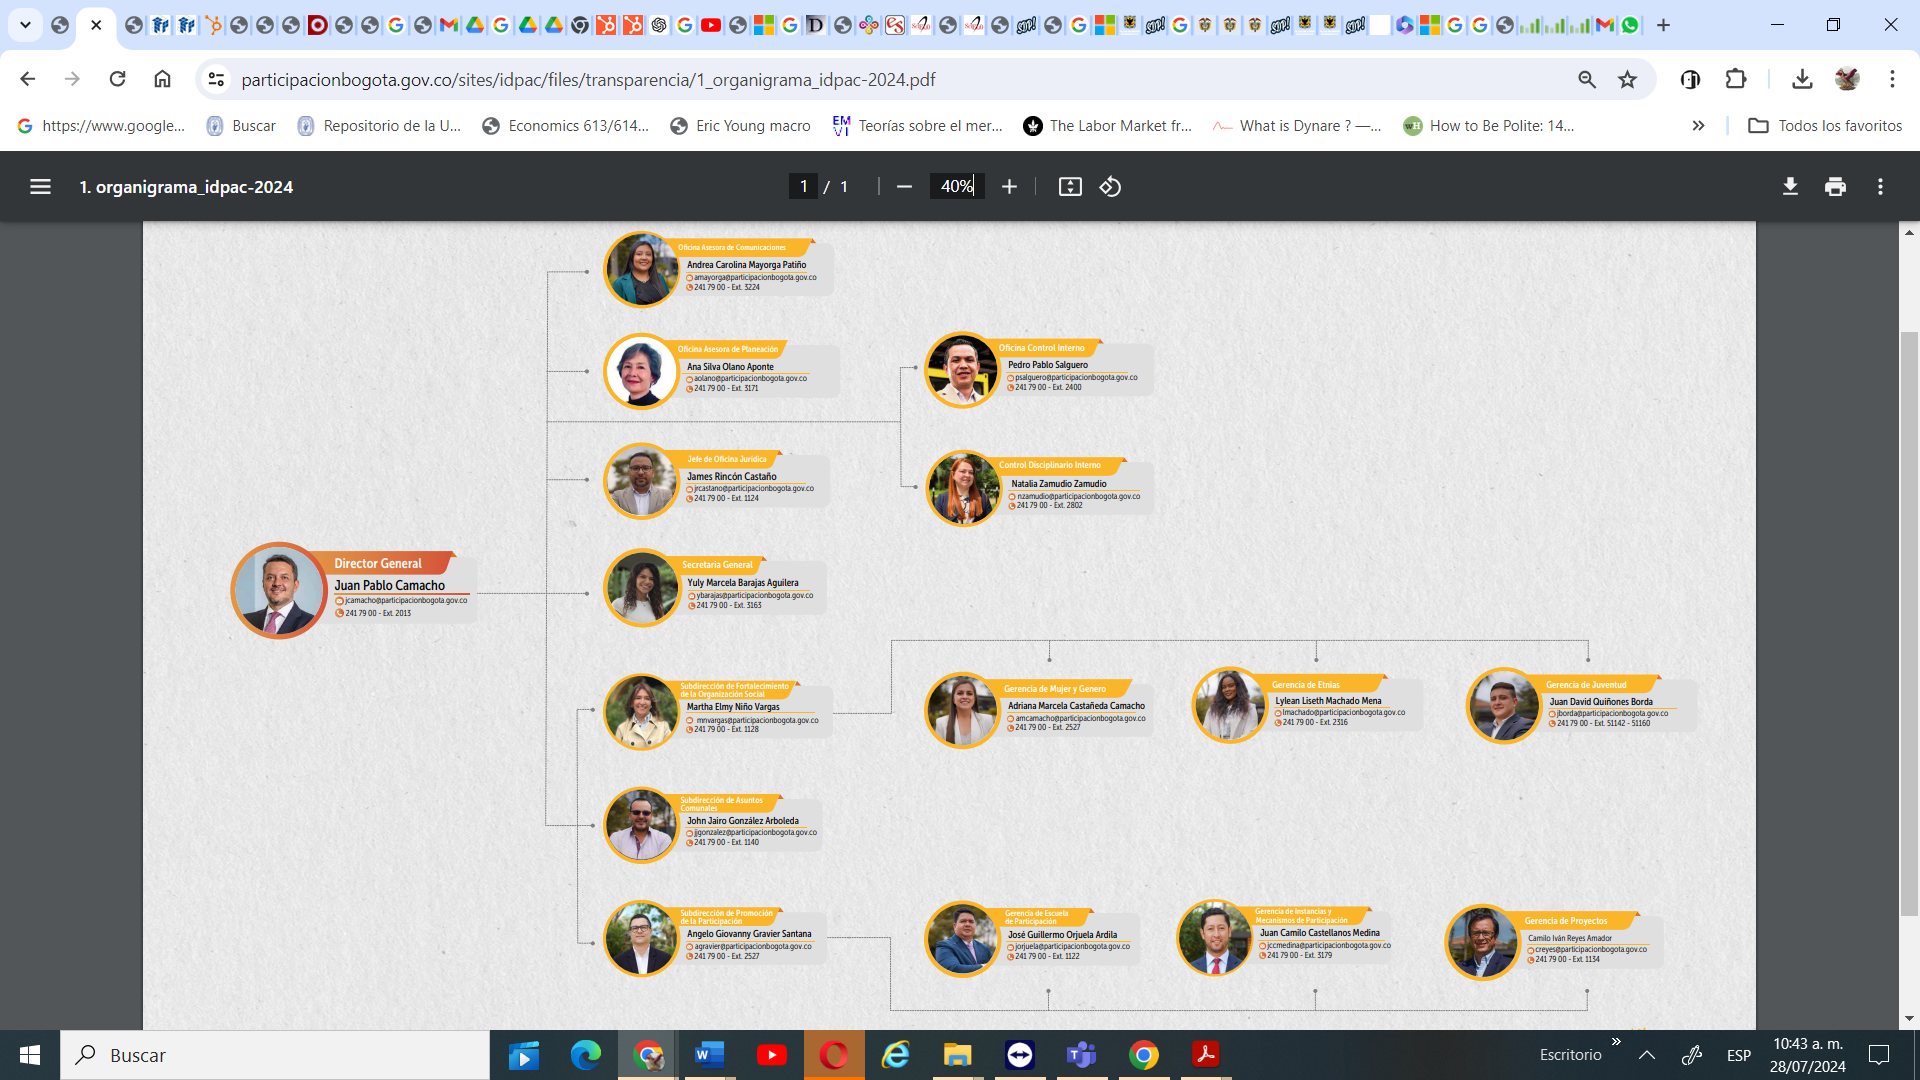 participacionbogota.gov.co/sites/idpac/files/transparencia/1_organigrama_idpac-2024.pdf
https://www.google...
Buscar
Repositorio de la U...
Economics 613/614...
Eric Young macro
Teorías sobre el mer...
The Labor Market fr...
What is Dynare ? —...
How to Be Polite: 14...
Todos los favoritos
1. organigrama_idpac-2024
1 / 1
40%
Oficina Asesora de Comunicaciones
Andrea Carolina Mayorga Patiño
amayorga@participacionbogota.gov.co
241 79 00 - Ext. 3224
Oficina Asesora de Planeación
Ana Silva Olano Aponte
aolano@participacionbogota.gov.co
241 79 00 - Ext. 3171
Oficina Control Interno
Pedro Pablo Salguero
psalguero@participacionbogota.gov.co
241 79 00 - Ext. 2400
Jefe de Oficina Jurídica
James Rincón Castaño
jrcastano@participacionbogota.gov.co
241 79 00 - Ext. 1124
Control Disciplinario Interno
Natalia Zamudio Zamudio
nzamudio@participacionbogota.gov.co
241 79 00 - Ext. 2802
Director General
Juan Pablo Camacho
jcamacho@participacionbogota.gov.co
241 79 00 - Ext. 2013
Secretaría General
Yuly Marcela Barajas Aguilera
ybarajas@participacionbogota.gov.co
241 79 00 - Ext. 3163
Subdirección de Fortalecimiento
de la Organización Social
Martha Elmy Niño Vargas
mnvargas@participacionbogota.gov.co
241 79 00 - Ext. 1128
Gerencia de Mujer y Genero
Adriana Marcela Castañeda Camacho
amcamacho@participacionbogota.gov.co
241 79 00 - Ext. 2527
Gerencia de Etnias
Lylean Liseth Machado Mena
lmachado@participacionbogota.gov.co
241 79 00 - Ext. 2316
Gerencia de Juventud
Juan David Quiñones Borda
jborda@participacionbogota.gov.co
241 79 00 - Ext. 51142 - 51160
Subdirección de Asuntos
Comunales
John Jairo González Arboleda
jjgonzalez@participacionbogota.gov.co
241 79 00 - Ext. 1140
Subdirección de Promoción
de la Participación
Angelo Giovanny Gravier Santana
agravier@participacionbogota.gov.co
241 79 00 - Ext. 2527
Gerencia de Escuela
de Participación
José Guillermo Orjuela Ardila
jorjuela@participacionbogota.gov.co
241 79 00 - Ext. 1122
Gerencia de Instancias y
Mecanismos de Participación
Juan Camilo Castellanos Medina
jccmedina@participacionbogota.gov.co
241 79 00 - Ext. 3179
Gerencia de Proyectos
Camilo Iván Reyes Amador
creyes@participacionbogota.gov.co
241 79 00 - Ext. 1134
Buscar
Escritorio
ESP
10:43 a. m.
28/07/2024